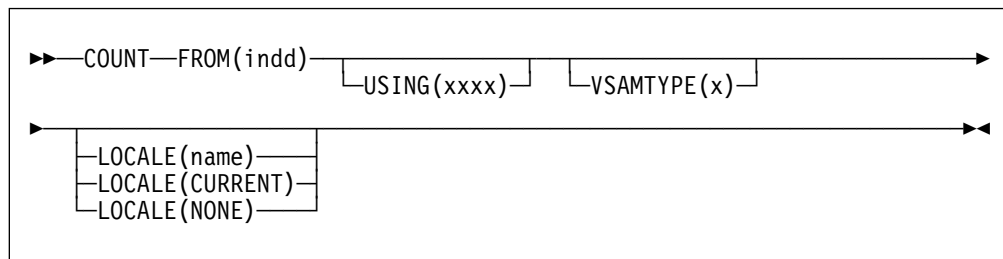 COUNT FROM(indd)
USING(xxxx) VSAMTYPE(x)
LOCALE(name)
LOCALE(CURRENT)
LOCALE(NONE)